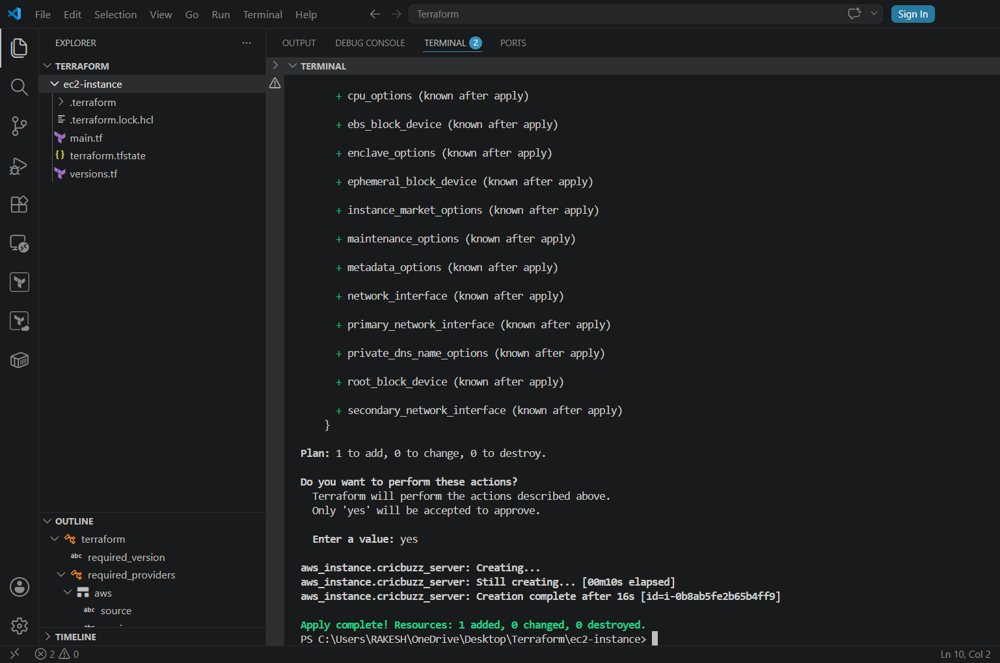 File Edit Selection View Go Run Terminal Help
Terraform
Sign In
EXPLORER
TERRAFORM
ec2-instance
.terraform
.terraform.lock.hcl
main.tf
terraform.tfstate
versions.tf
OUTLINE
terraform
abc required_version
required_providers
aws
abc source
abc
TIMELINE
OUTPUT DEBUG CONSOLE TERMINAL 2 PORTS
TERMINAL
+ cpu_options (known after apply)
+ ebs_block_device (known after apply)
+ enclave_options (known after apply)
+ ephemeral_block_device (known after apply)
+ instance_market_options (known after apply)
+ maintenance_options (known after apply)
+ metadata_options (known after apply)
+ network_interface (known after apply)
+ primary_network_interface (known after apply)
+ private_dns_name_options (known after apply)
+ root_block_device (known after apply)
+ secondary_network_interface (known after apply)
}
Plan: 1 to add, 0 to change, 0 to destroy.
Do you want to perform these actions?
Terraform will perform the actions described above.
Only 'yes' will be accepted to approve.
Enter a value: yes
aws_instance.cricbuzz_server: Creating...
aws_instance.cricbuzz_server: Still creating... [00m10s elapsed]
aws_instance.cricbuzz_server: Creation complete after 16s [id=i-0b8ab5fe2b65b4ff9]
Apply complete! Resources: 1 added, 0 changed, 0 destroyed.
PS C:\Users\RAKESH\OneDrive\Desktop\Terraform\ec2-instance>
2 0
Ln 10, Col 2